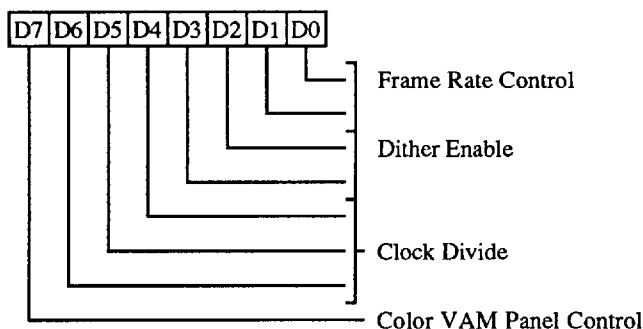 D7 D6 D5 D4 D3 D2 D1 D0
Frame Rate Control
Dither Enable
Clock Divide
Color VAM Panel Control